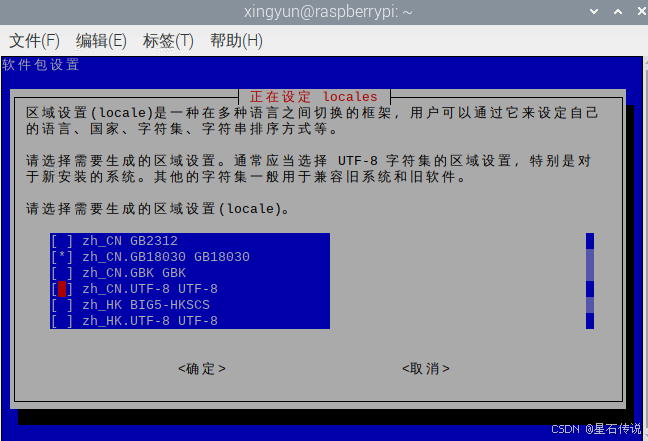 xingyun@raspberrypi: ~
文件(F) 编辑(E) 标签(T) 帮助(H)
软件包设置
正在设定 locales
区域设置(locale)是一种在多种语言之间切换的框架, 用户可以通过它来设定自己
的语言、国家、字符集、字符串排序方式等。
请选择需要生成的区域设置。通常应当选择 UTF-8 字符集的区域设置, 特别是对
于新安装的系统。其他的字符集一般用于兼容旧系统和旧软件。
请选择需要生成的区域设置(locale)。
[ ] zh_CN GB2312
[*] zh_CN.GB18030 GB18030
[ ] zh_CN.GBK GBK
[ ] zh_CN.UTF-8 UTF-8
[ ] zh_HK BIG5-HKSCS
[ ] zh_HK.UTF-8 UTF-8
<确定> <取消>
CSDN @星石传说